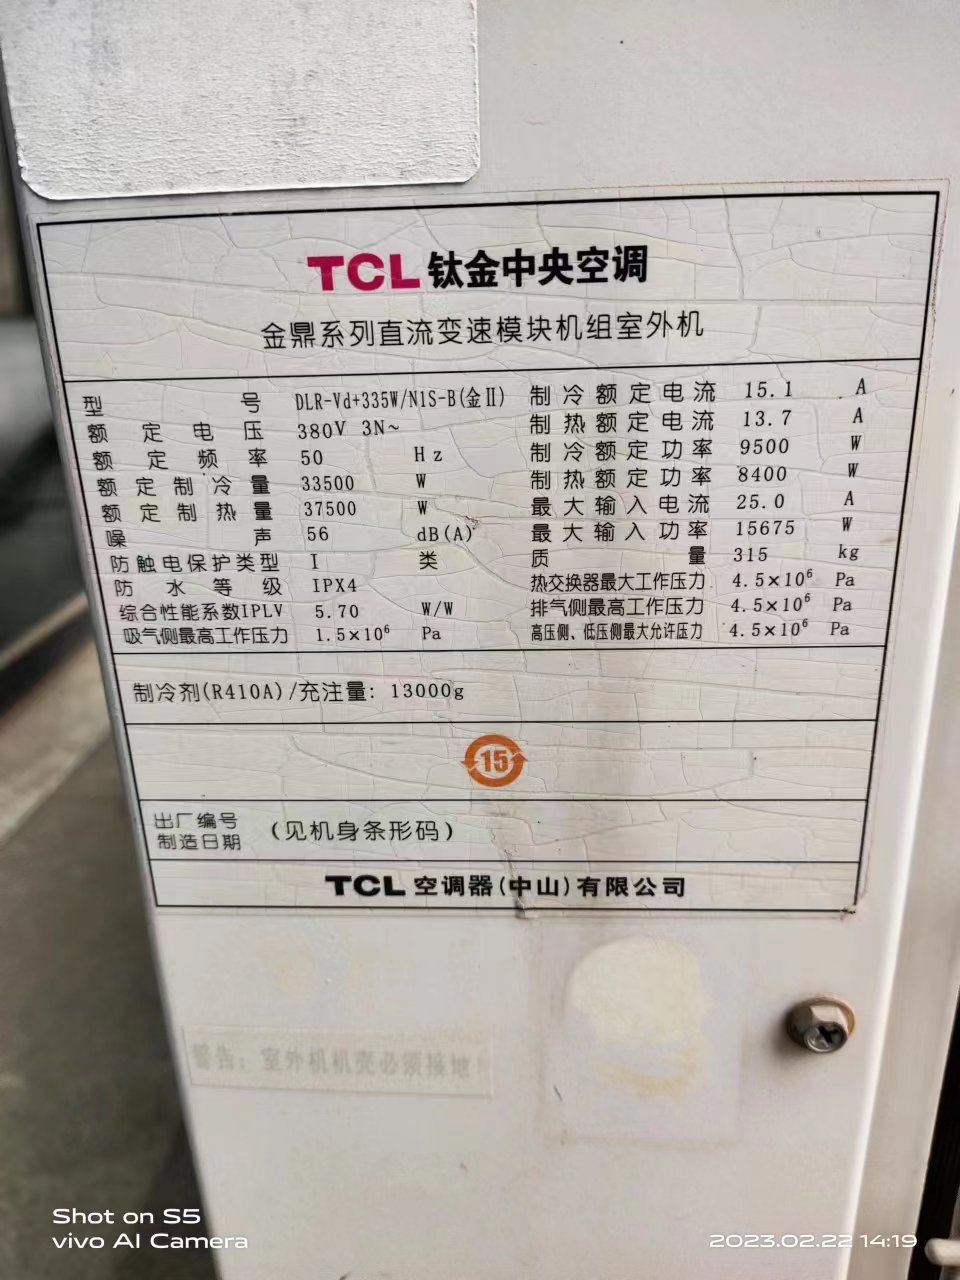 TCL 钛金中央空调
金鼎系列直流变速模块机组室外机
型号 DLR-Vd+335W/N1S-B(金Ⅱ) 制冷额定电流 15.1 A
额定电压 380V 3N~ 制热额定电流 13.7 A
额定频率 50 Hz 制冷额定功率 9500 W
额定制冷量 33500 W 制热额定功率 8400 W
额定制热量 37500 W 最大输入电流 25.0 A
噪声 56 dB(A) 最大输入功率 15675 W
防触电保护类型 I 类 质量 315 kg
防水等级 IPX4 热交换器最大工作压力 4.5×10⁶ Pa
综合性能系数IPLV 5.70 W/W 排气侧最高工作压力 4.5×10⁶ Pa
吸气侧最高工作压力 1.5×10⁶ Pa 高压侧、低压侧最大允许压力 4.5×10⁶ Pa
制冷剂(R410A)/充注量: 13000g
15
出厂编号
制造日期
(见机身条形码)
TCL 空调器(中山)有限公司
警告: 室外机机壳必须接地!
Shot on S5
vivo AI Camera
2023.02.22 14:19